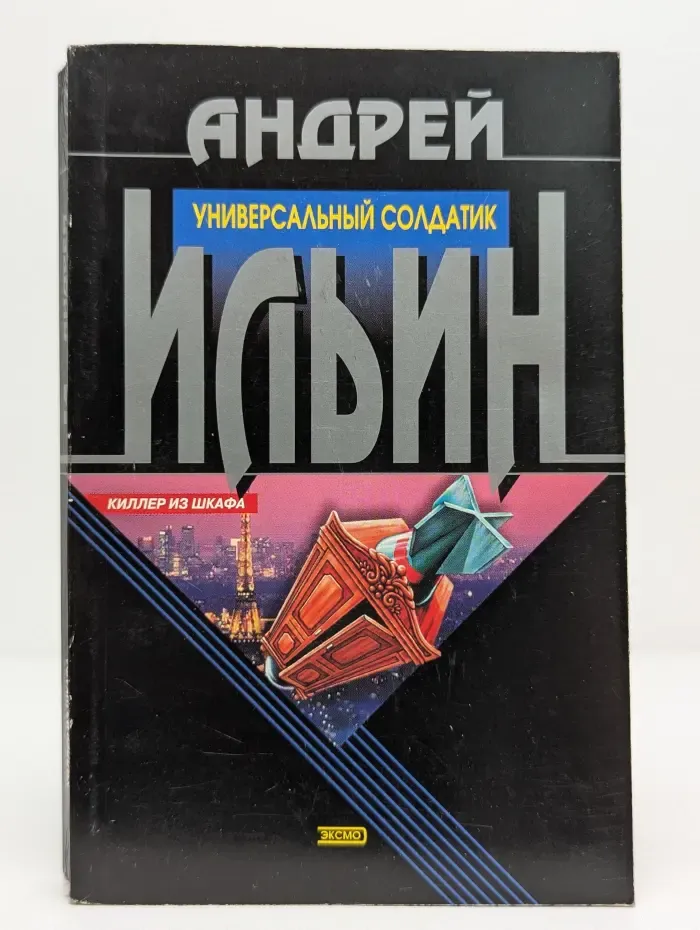 АНДРЕЙ
УНИВЕРСАЛЬНЫЙ СОЛДАТИК
ИЛЬИН
КИЛЛЕР ИЗ ШКАФА
ЭКСМО